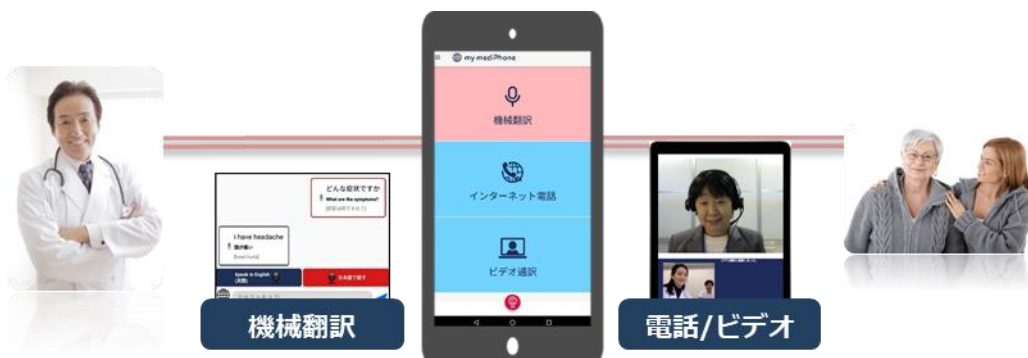 my mediPhone
機械翻訳
インターネット電話
ビデオ通訳
どんな症状ですか
What are the symptoms?
I have headache
頭が痛い
Speak in English
(英語)
日本語で話す
機械翻訳
電話/ビデオ